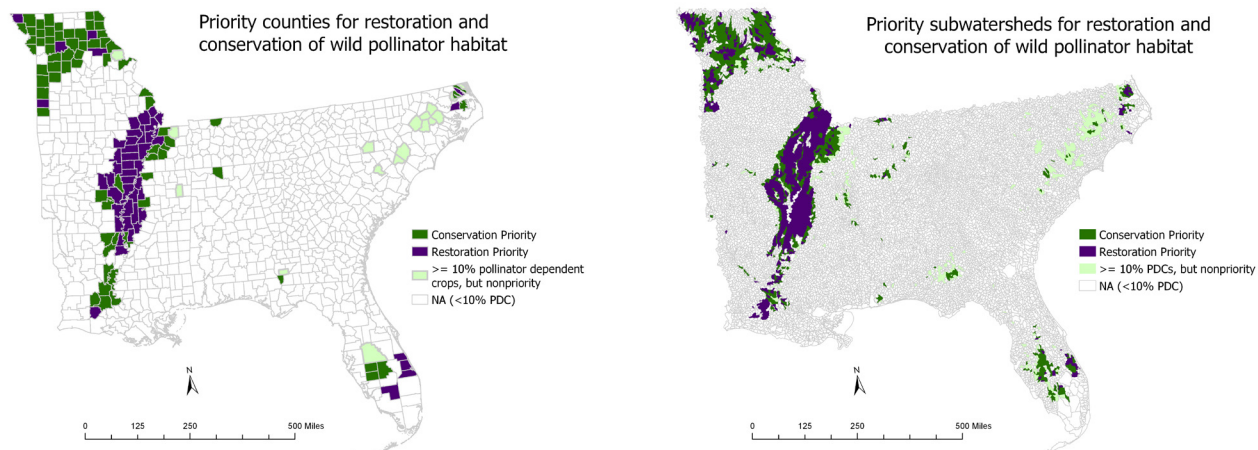 Priority counties for restoration and
conservation of wild pollinator habitat
Conservation Priority
Restoration Priority
>= 10% pollinator dependent
crops, but nonpriority
NA (<10% PDC)
N
0 125 250 500 Miles
Priority subwatersheds for restoration and
conservation of wild pollinator habitat
Conservation Priority
Restoration Priority
>= 10% PDCs, but nonpriority
NA (<10% PDC)
N
0 125 250 500 Miles